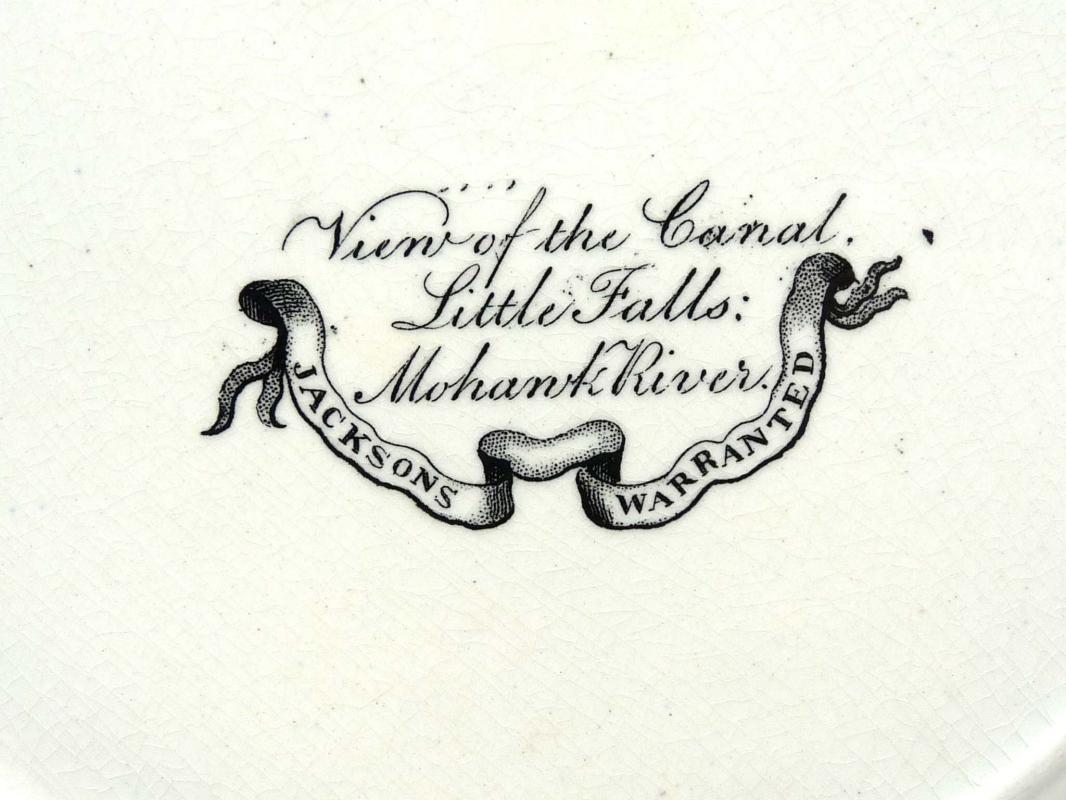 View of the Canal.
Little Falls:
Mohawk River.
JACKSONS WARRANTED